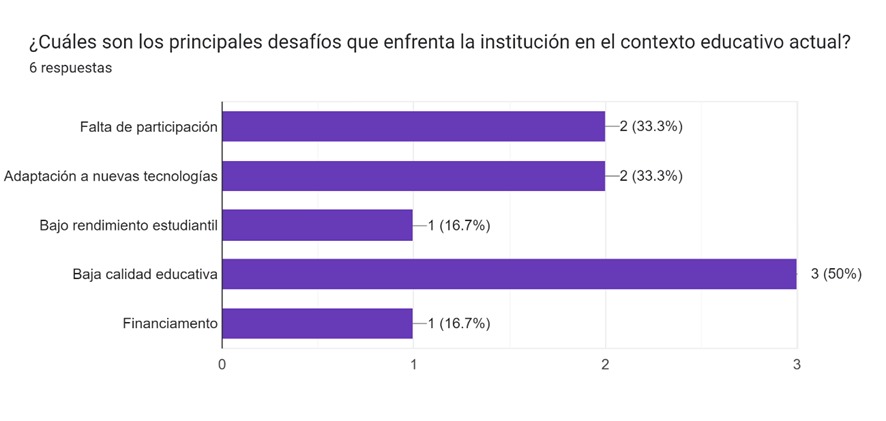 ¿Cuáles son los principales desafíos que enfrenta la institución en el contexto educativo actual?
6 respuestas
Falta de participación 2 (33.3%)
Adaptación a nuevas tecnologías 2 (33.3%)
Bajo rendimiento estudiantil 1 (16.7%)
Baja calidad educativa 3 (50%)
Financiamento 1 (16.7%)
0 1 2 3